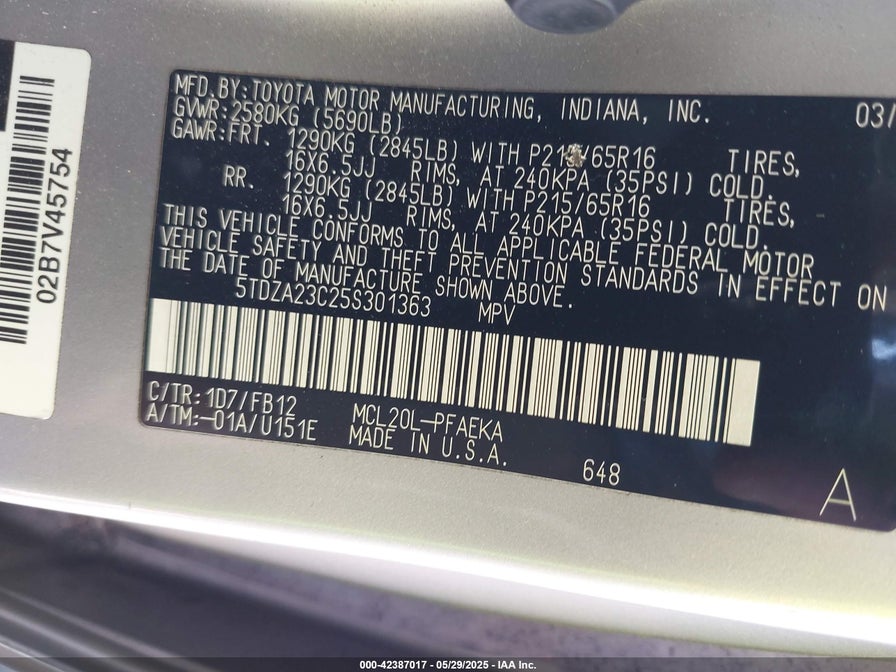 02B7V45754
MFD.BY:TOYOTA MOTOR MANUFACTURING, INDIANA, INC. 03/
GVWR:2580KG (5690LB)
GAWR:FRT. 1290KG (2845LB) WITH P215/65R16 TIRES,
16X6.5JJ RIMS, AT 240KPA (35PSI) COLD.
RR. 1290KG (2845LB) WITH P215/65R16 TIRES,
16X6.5JJ RIMS, AT 240KPA (35PSI) COLD.
THIS VEHICLE CONFORMS TO ALL APPLICABLE FEDERAL MOTOR
VEHICLE SAFETY AND THEFT PREVENTION STANDARDS IN EFFECT ON
THE DATE OF MANUFACTURE SHOWN ABOVE.
5TDZA23C25S301363 MPV
C/TR:1D7/FB12 MCL20L-PFAEKA
A/TM:-01A/U151E MADE IN U.S.A.
648
A
000-42387017 - 05/29/2025 - IAA Inc.